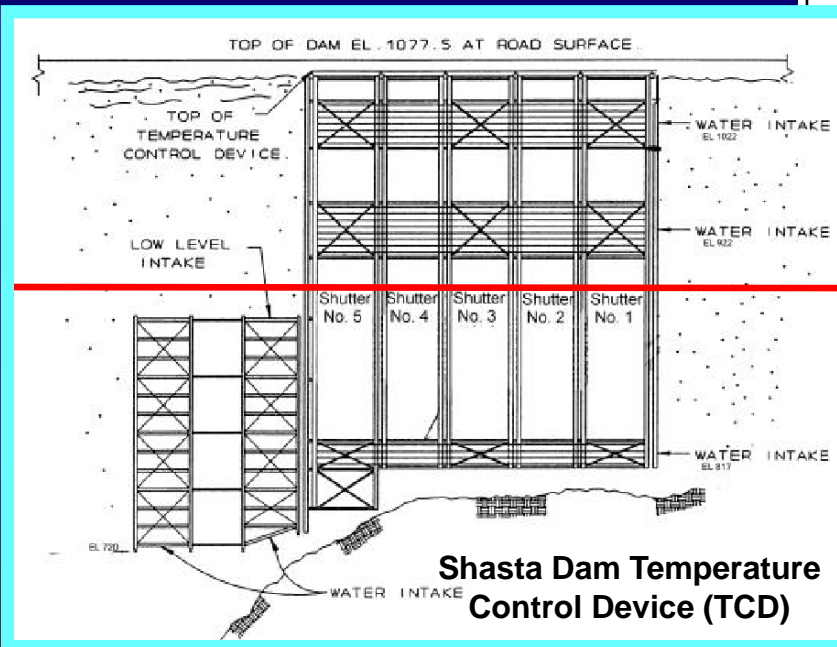 TOP OF DAM EL. 1077.5 AT ROAD SURFACE.
TOP OF
TEMPERATURE
CONTROL DEVICE.
WATER INTAKE
EL 1022
LOW LEVEL
INTAKE
WATER INTAKE
EL 922
Shutter
No. 5
Shutter
No. 4
Shutter
No. 3
Shutter
No. 2
Shutter
No. 1
WATER INTAKE
EL 817
EL 720
WATER INTAKE
Shasta Dam Temperature
Control Device (TCD)